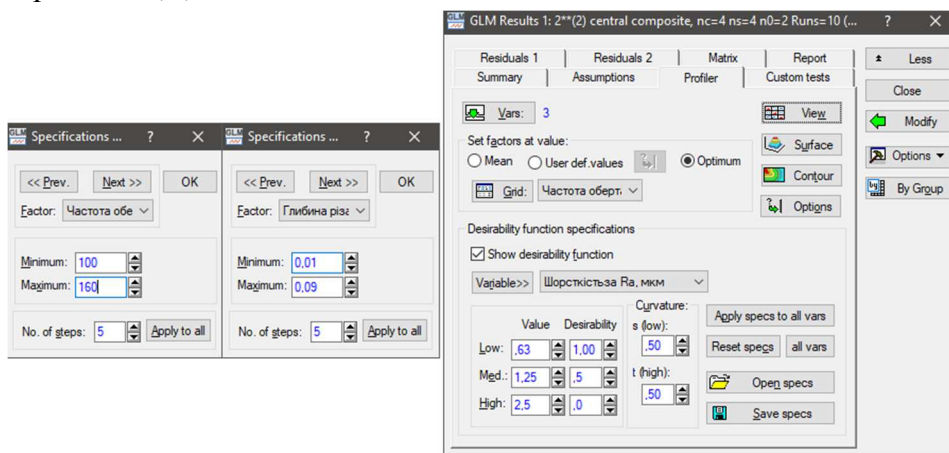 GLM Specifications ... ? ×
<< Prev. Next >> OK
Factor: Частота обе
Minimum: 100
Maximum: 160
No. of steps: 5 Apply to all
GLM Specifications ... ? ×
<< Prev. Next >> OK
Factor: Глибина різа
Minimum: 0,01
Maximum: 0,09
No. of steps: 5 Apply to all
GLM GLM Results 1: 2**(2) central composite, nc=4 ns=4 n0=2 Runs=10 (... ? ×
Residuals 1 Residuals 2 Matrix Report
Summary Assumptions Profiler Custom tests
Vars: 3 View
Set factors at value: Surface
Mean User def.values Optimum
Contour
Grid: Частота оберта
Options
Desirability function specifications
Show desirability function
Variable>> Шорсткістьза Ra, мкм
Curvature:
Value Desirability s (low): Apply specs to all vars
Low: ,63 1,00 ,50 Reset specs all vars
Med.: 1,25 ,5 t (high): Open specs
High: 2,5 ,0 ,50 Save specs
Less
Close
Modify
Options
By Group